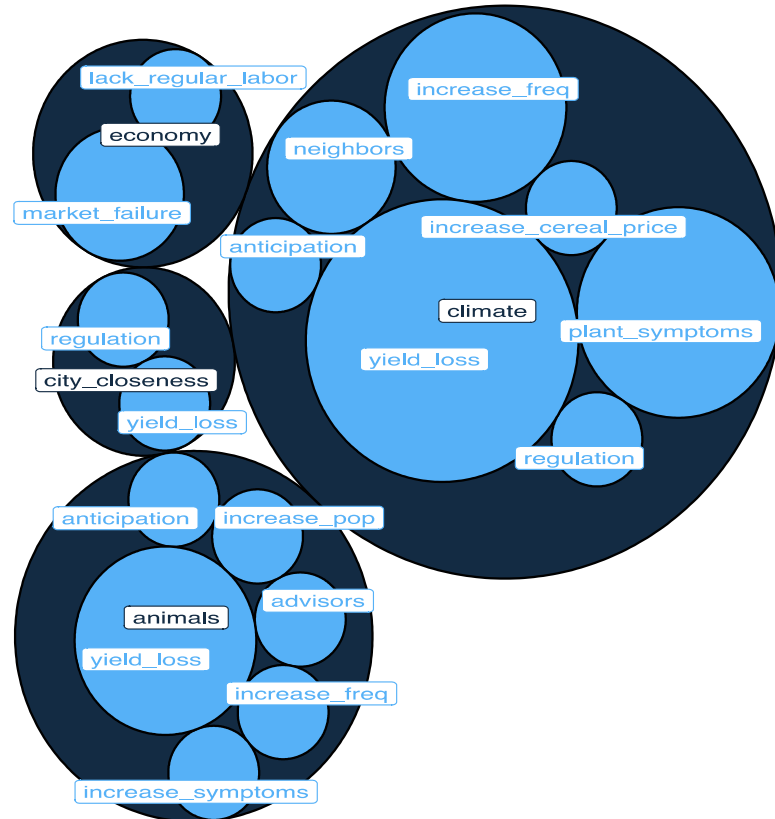 lack_regular_labor
increase_freq
economy
neighbors
market_failure
increase_cereal_price
anticipation
climate
plant_symptoms
regulation
yield_loss
city_closeness
yield_loss
regulation
anticipation
increase_pop
advisors
animals
yield_loss
increase_freq
increase_symptoms